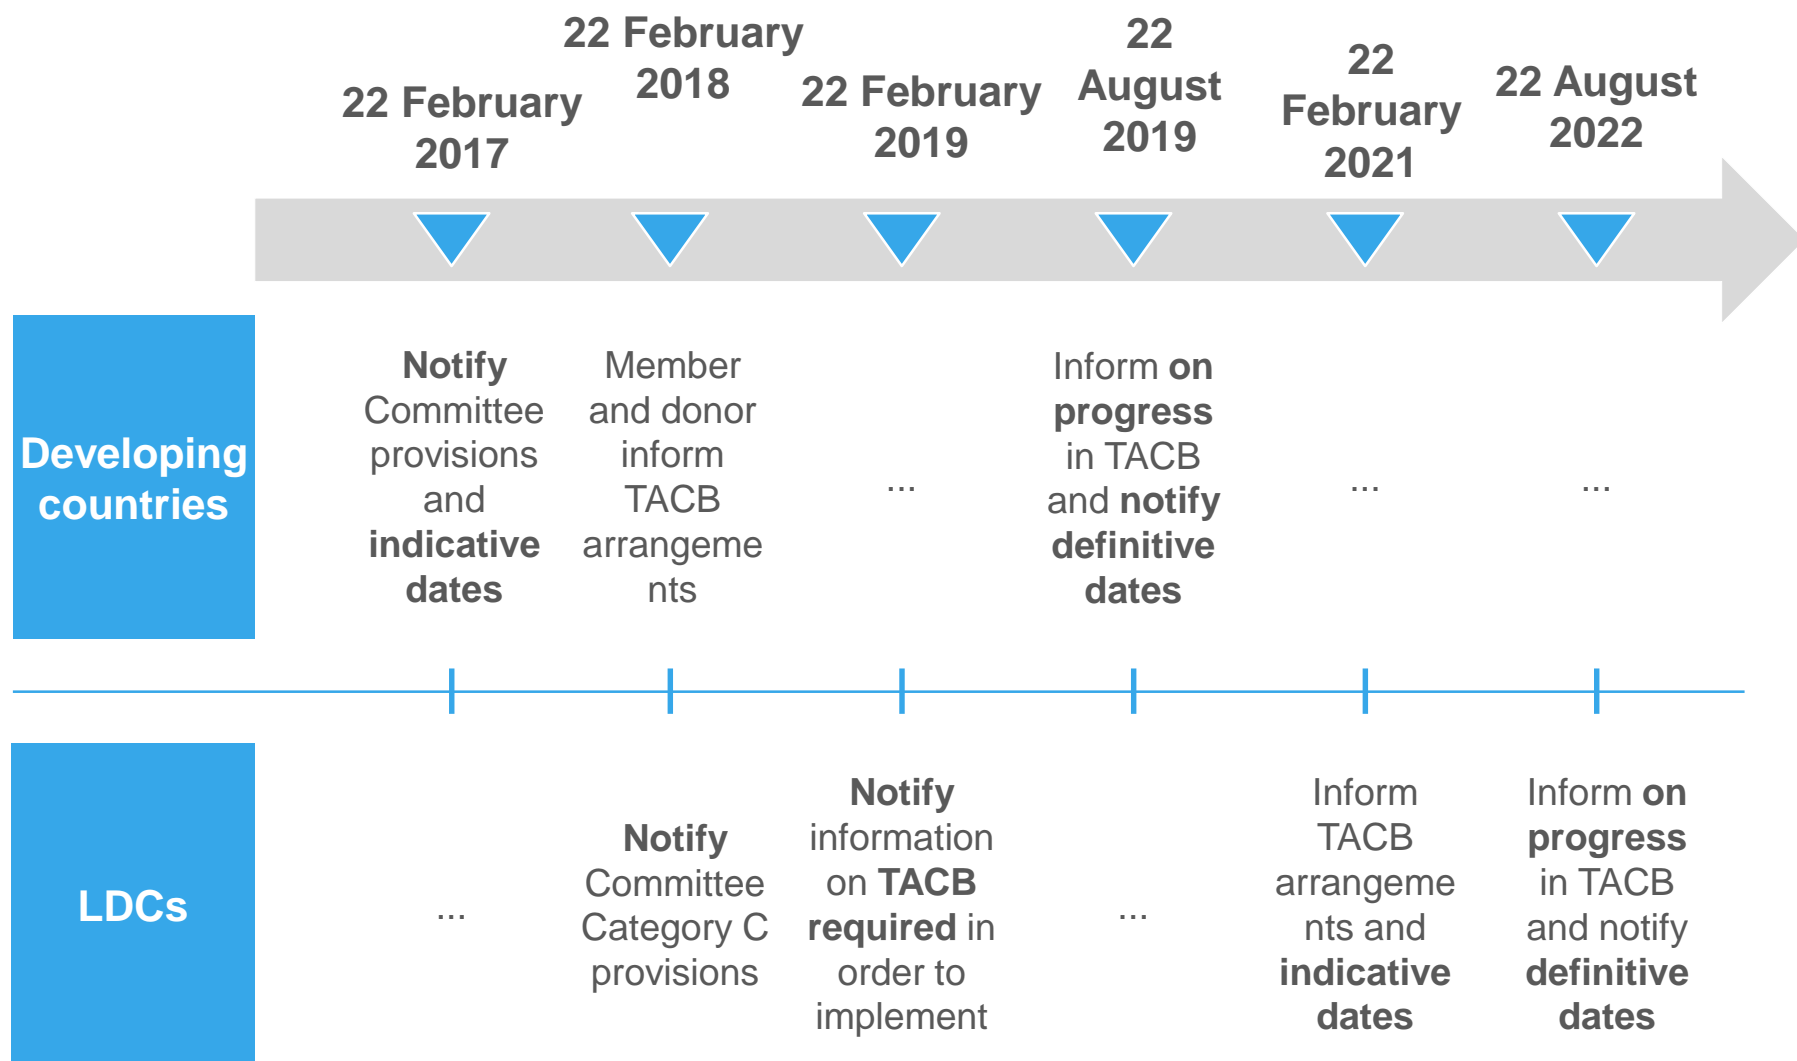 22 February
2017
22 February
2018
22 February
2019
22
August
2019
22
February
2021
22 August
2022
Developing
countries
Notify
Committee
provisions
and
indicative
dates
Member
and donor
inform
TACB
arrangeme
nts
...
Inform on
progress
in TACB
and notify
definitive
dates
...
...
LDCs
...
Notify
Committee
Category C
provisions
Notify
information
on TACB
required in
order to
implement
...
Inform
TACB
arrangeme
nts and
indicative
dates
Inform on
progress
in TACB
and notify
definitive
dates